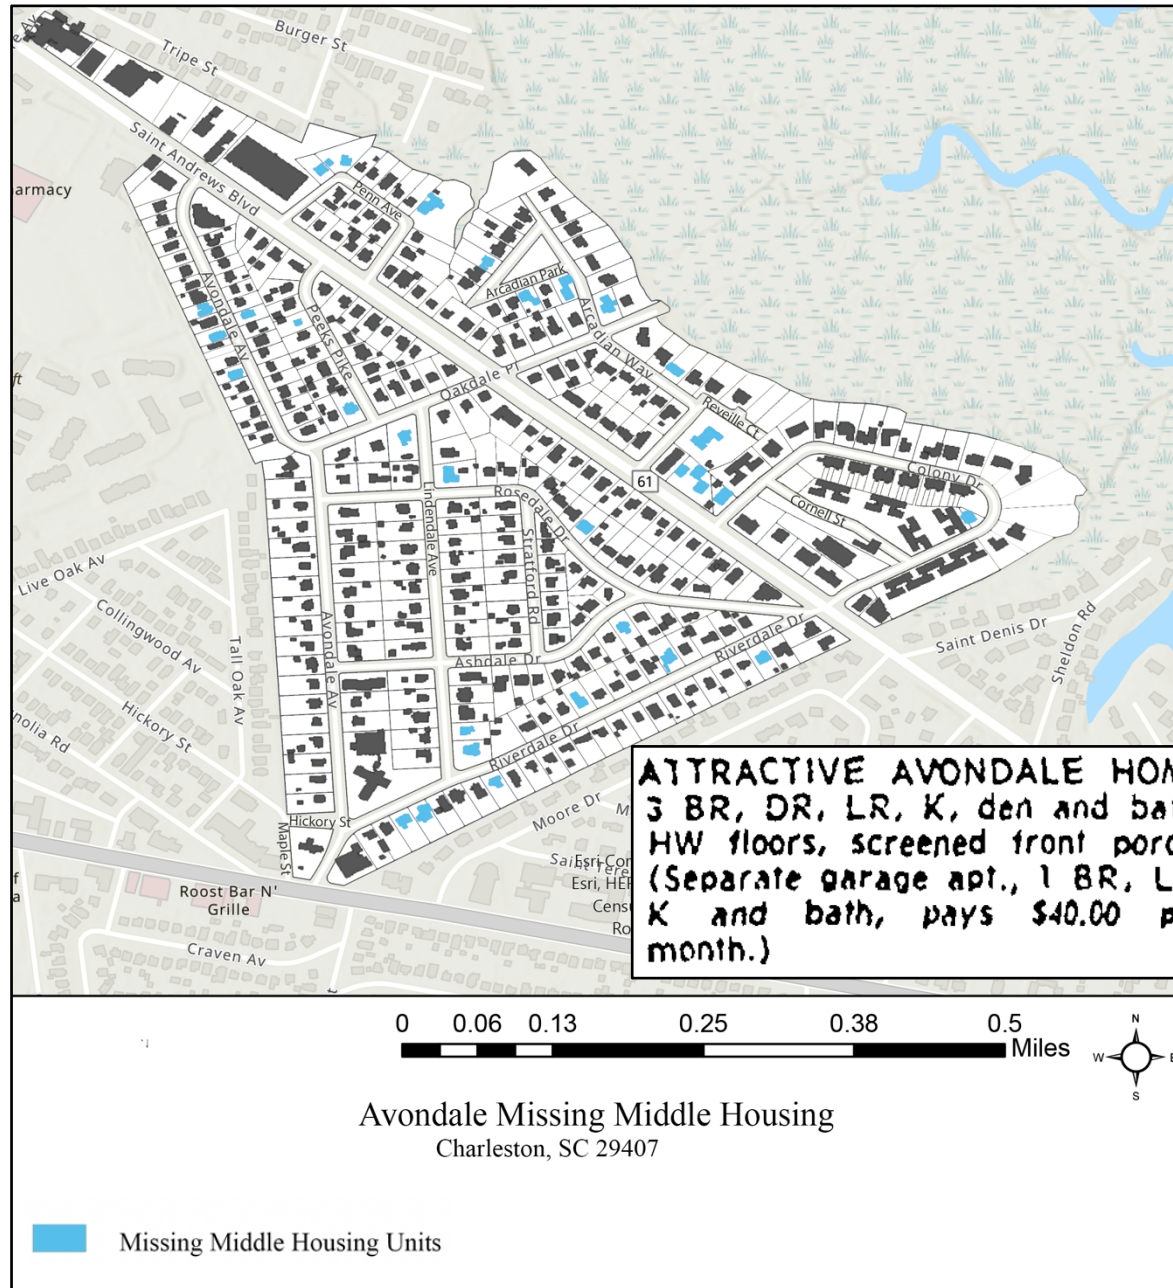 Burger St
Tripe St
Saint Andrews Blvd
armacy
Penn Ave
Avondale Av
Peeks Pike
Arcadian Park
Arcadian Way
Oakdale Pl
Reveille Ct
61
Colony Dr
Cornell St
Rosedale Dr
Lindendale Ave
Stratford Rd
Live Oak Av
Collingwood Av
Tall Oak Av
Avondale Av
Ashdale Dr
Riverdale Dr
Saint Denis Dr
Sheldon Rd
Hickory St
nolia Rd
Riverdale Dr
Moore Dr
Hickory St
Maple St
Roost Bar N'
Grille
Craven Av
Esri, HE
Cens
Ro
ATTRACTIVE AVONDALE HOM
3 BR, DR, LR, K, den and ba
HW floors, screened front porc
(Separate garage apt., 1 BR, L
K and bath, pays $40.00 p
month.)
0 0.06 0.13 0.25 0.38 0.5
Miles
N
W E
S
Avondale Missing Middle Housing
Charleston, SC 29407
Missing Middle Housing Units